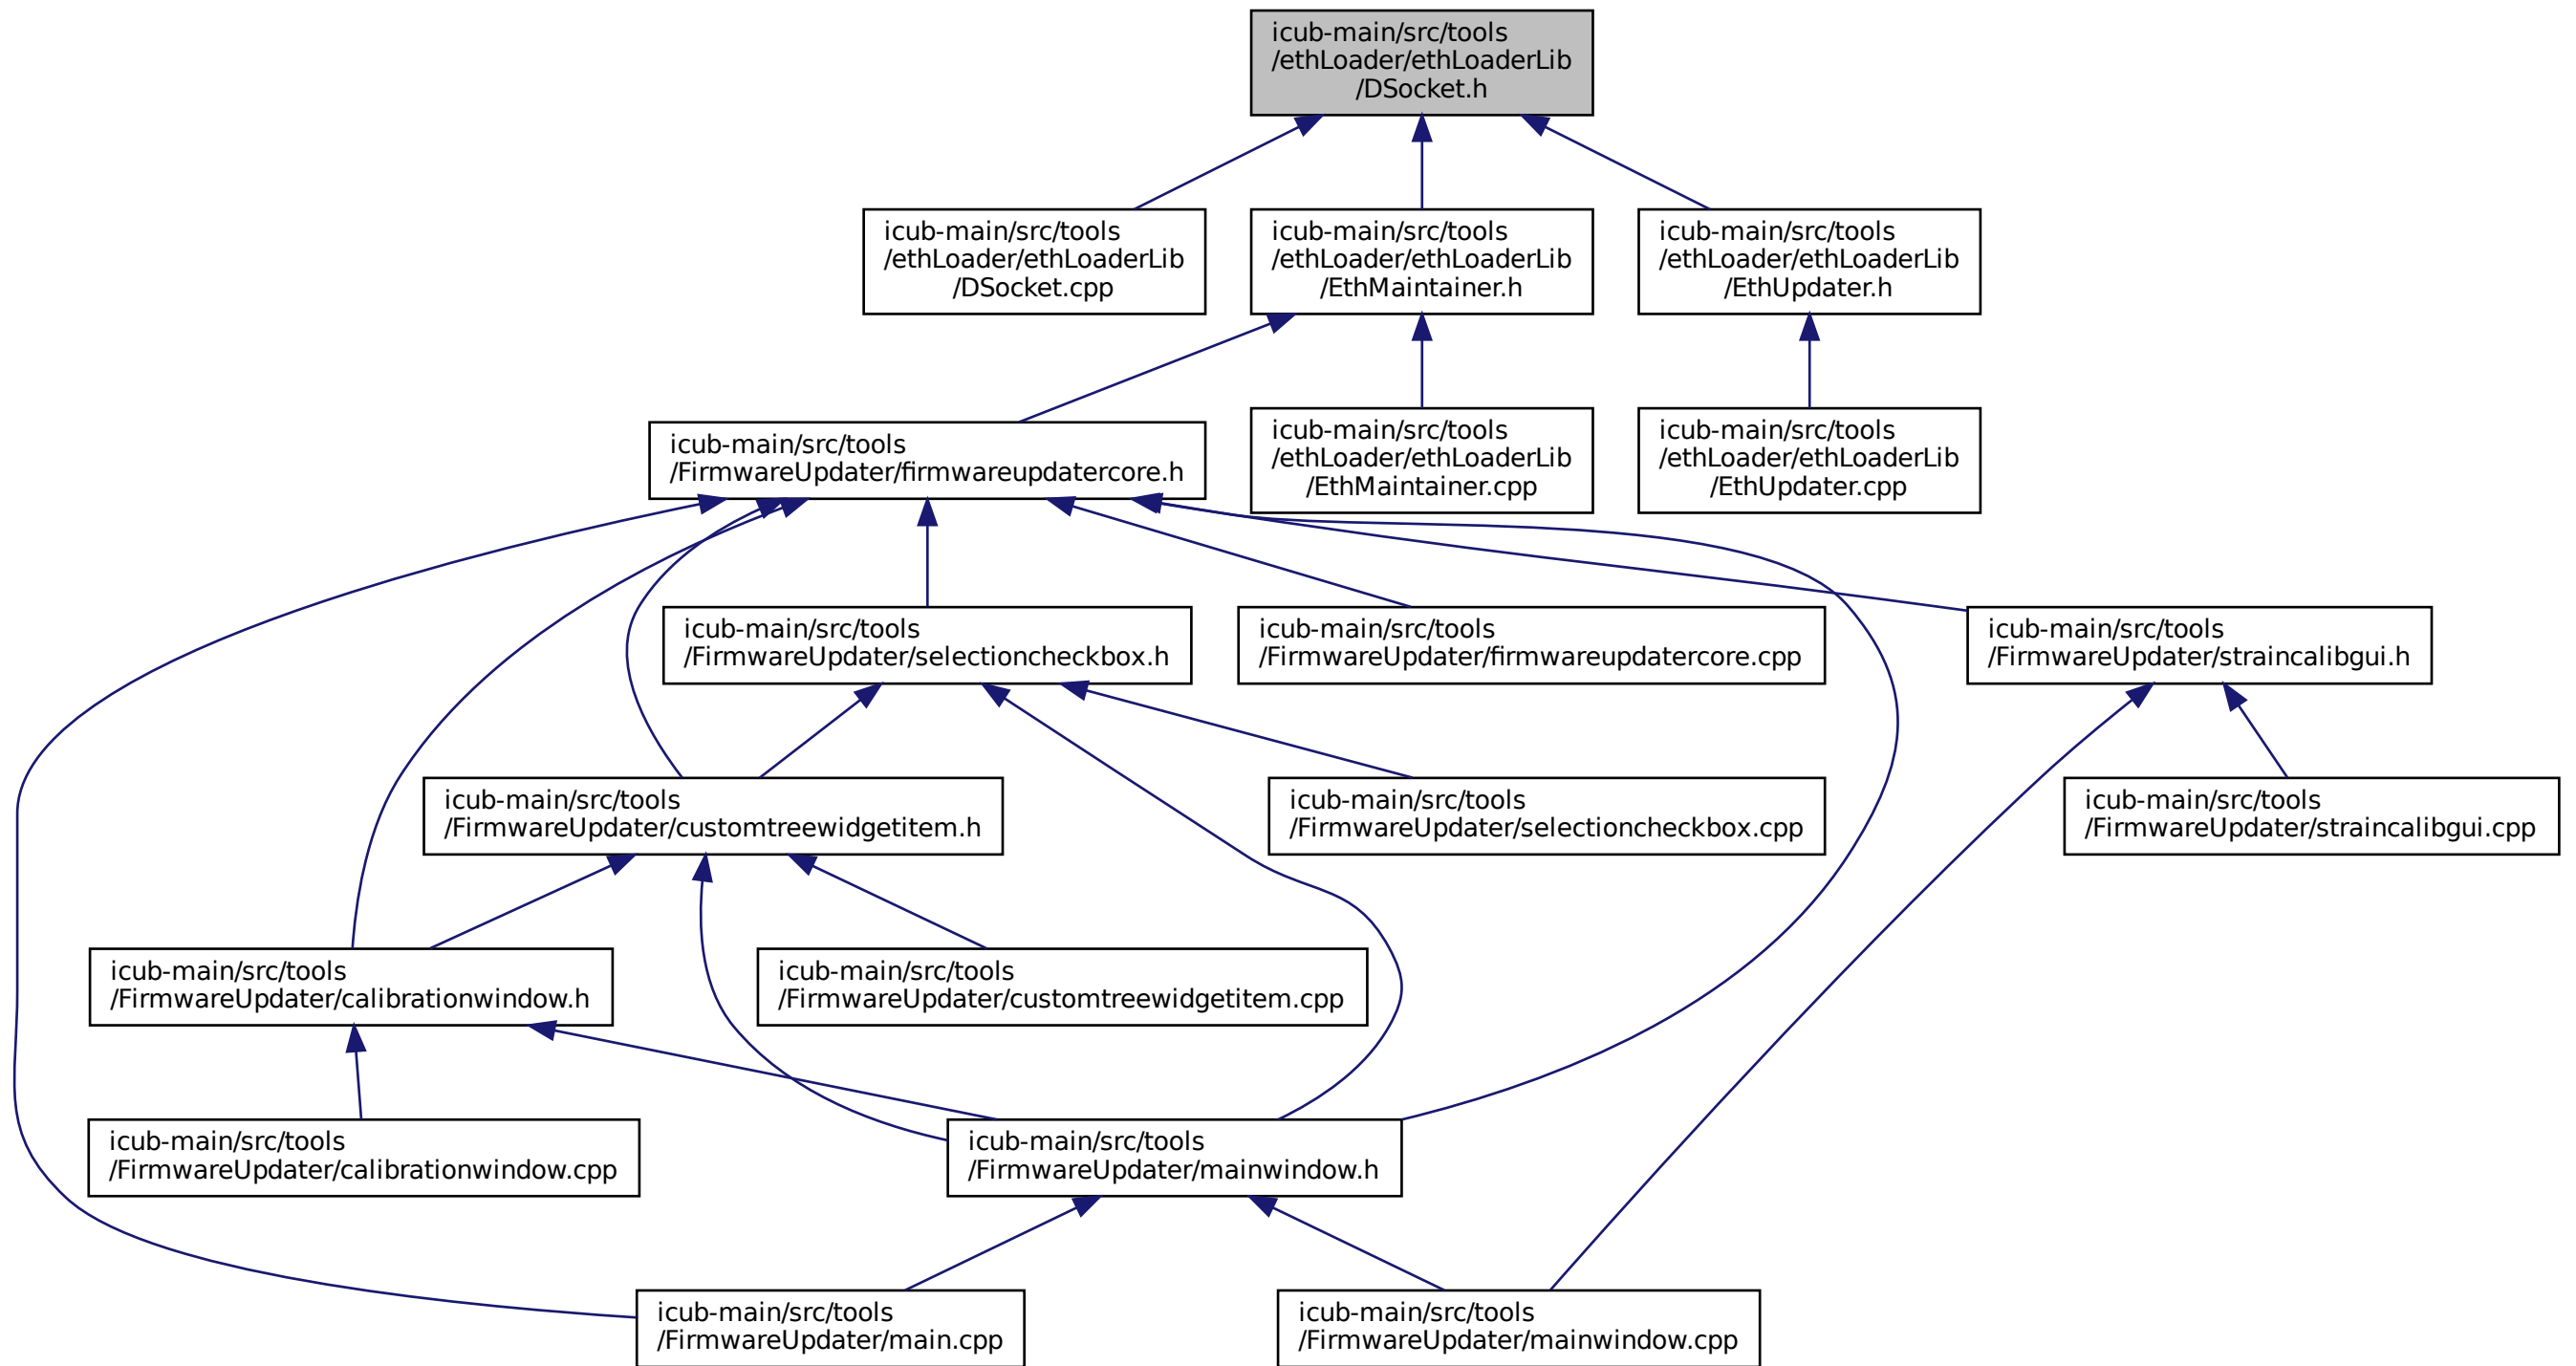 icub-main/src/tools
/ethLoader/ethLoaderLib
/DSocket.h
icub-main/src/tools
/ethLoader/ethLoaderLib
/DSocket.cpp
icub-main/src/tools
/ethLoader/ethLoaderLib
/EthMaintainer.h
icub-main/src/tools
/ethLoader/ethLoaderLib
/EthUpdater.h
icub-main/src/tools
/FirmwareUpdater/firmwareupdatercore.h
icub-main/src/tools
/ethLoader/ethLoaderLib
/EthMaintainer.cpp
icub-main/src/tools
/ethLoader/ethLoaderLib
/EthUpdater.cpp
icub-main/src/tools
/FirmwareUpdater/selectioncheckbox.h
icub-main/src/tools
/FirmwareUpdater/firmwareupdatercore.cpp
icub-main/src/tools
/FirmwareUpdater/straincalibgui.h
icub-main/src/tools
/FirmwareUpdater/customtreewidgetitem.h
icub-main/src/tools
/FirmwareUpdater/selectioncheckbox.cpp
icub-main/src/tools
/FirmwareUpdater/straincalibgui.cpp
icub-main/src/tools
/FirmwareUpdater/calibrationwindow.h
icub-main/src/tools
/FirmwareUpdater/customtreewidgetitem.cpp
icub-main/src/tools
/FirmwareUpdater/calibrationwindow.cpp
icub-main/src/tools
/FirmwareUpdater/mainwindow.h
icub-main/src/tools
/FirmwareUpdater/main.cpp
icub-main/src/tools
/FirmwareUpdater/mainwindow.cpp